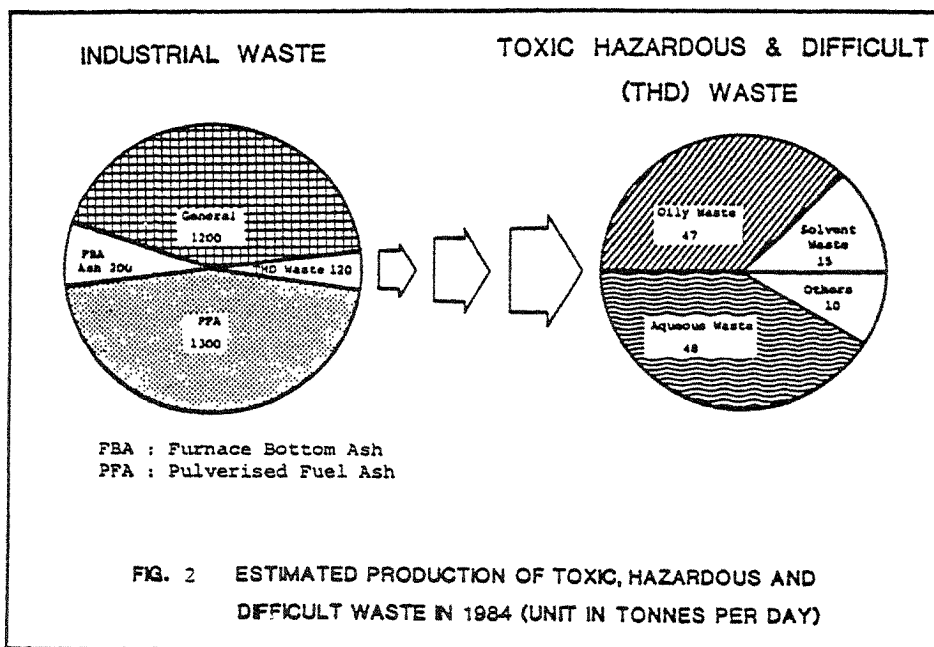 INDUSTRIAL WASTE
TOXIC HAZARDOUS & DIFFICULT
(THD) WASTE
General
1200
FBA
Ash 200
THD Waste 120
PFA
1300
Oily Waste
47
Solvent
Waste
15
Others
10
Aqueous Waste
48
FBA : Furnace Bottom Ash
PFA : Pulverised Fuel Ash
FIG. 2 ESTIMATED PRODUCTION OF TOXIC, HAZARDOUS AND
DIFFICULT WASTE IN 1984 (UNIT IN TONNES PER DAY)